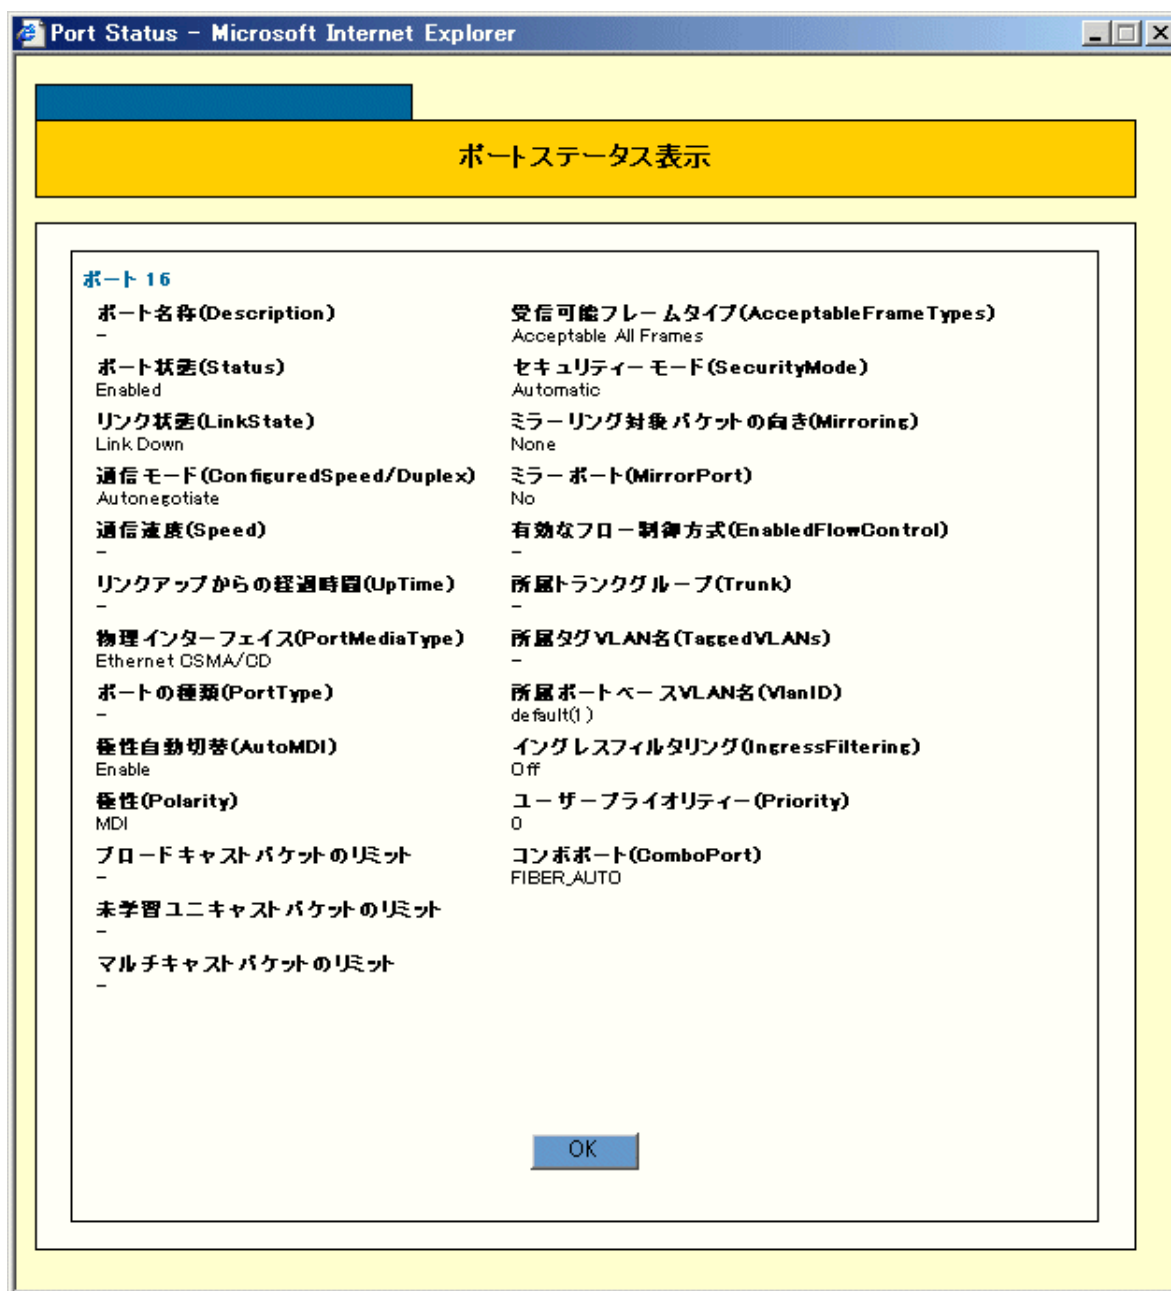 Port Status - Microsoft Internet Explorer
ポートステータス表示
ポート 16
ポート名称(Description)
-
ポート状態(Status)
Enabled
リンク状態(LinkState)
Link Down
通信モード(ConfiguredSpeed/Duplex)
Autonegotiate
通信速度(Speed)
-
リンクアップからの経過時間(UpTime)
-
物理インターフェイス(PortMediaType)
Ethernet CSMA/CD
ポートの種類(PortType)
-
極性自動切替(AutoMDI)
Enable
極性(Polarity)
MDI
ブロードキャストパケットのリミット
-
未学習ユニキャストパケットのリミット
-
マルチキャストパケットのリミット
-
受信可能フレームタイプ(AcceptableFrameTypes)
Acceptable All Frames
セキュリティーモード(SecurityMode)
Automatic
ミラーリング対象パケットの向き(Mirroring)
None
ミラーポート(MirrorPort)
No
有効なフロー制御方式(EnabledFlowControl)
-
所属トランクグループ(Trunk)
-
所属タグVLAN名(TaggedVLANs)
-
所属ポートベースVLAN名(VlanID)
default(1)
イングレスフィルタリング(IngressFiltering)
Off
ユーザープライオリティー(Priority)
0
コンボポート(ComboPort)
FIBER_AUTO
OK